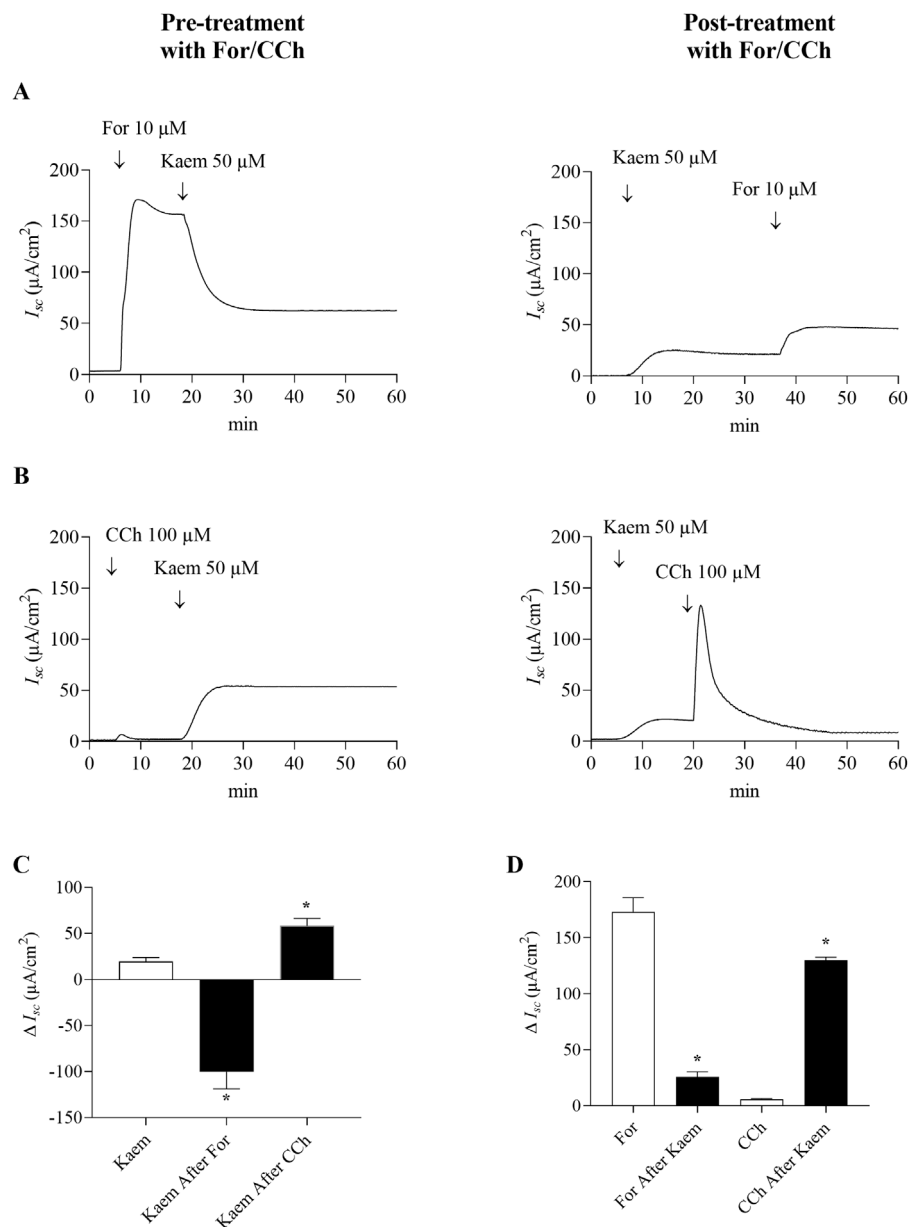 Pre-treatment
with For/CCh
Post-treatment
with For/CCh
A
For 10 µM
↓
Kaem 50 µM
↓
200
150
100
50
0
I_sc (µA/cm²)
0 10 20 30 40 50 60
min
Kaem 50 µM
↓
For 10 µM
↓
200
150
100
50
0
I_sc (µA/cm²)
0 10 20 30 40 50 60
min
B
CCh 100 µM
↓
Kaem 50 µM
↓
200
150
100
50
0
I_sc (µA/cm²)
0 10 20 30 40 50 60
min
Kaem 50 µM
↓
CCh 100 µM
↓
200
150
100
50
0
I_sc (µA/cm²)
0 10 20 30 40 50 60
min
C
100
50
0
-50
-100
-150
Δ I_sc (µA/cm²)
*
*
Kaem
Kaem After For
Kaem After CCh
D
200
150
100
50
0
Δ I_sc (µA/cm²)
*
*
For
For After Kaem
CCh
CCh After Kaem